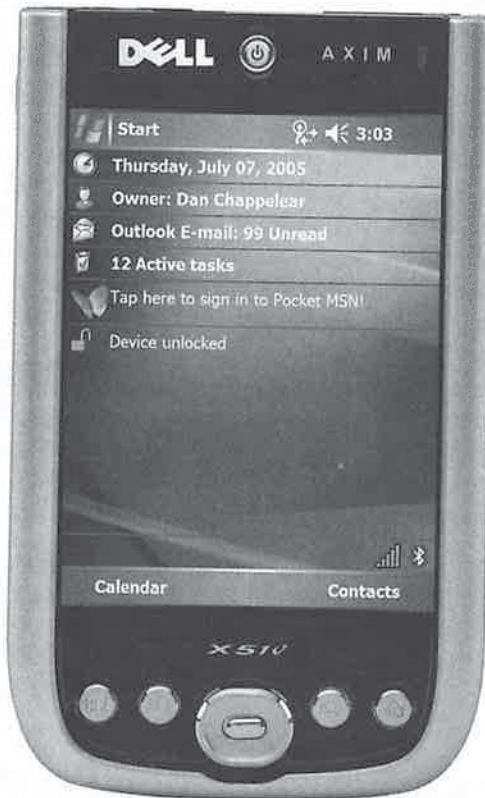 DELL AXIM
Start 3:03
Thursday, July 07, 2005
Owner: Dan Chappelear
Outlook E-mail: 99 Unread
12 Active tasks
Tap here to sign in to Pocket MSN!
Device unlocked
Calendar Contacts
X51v